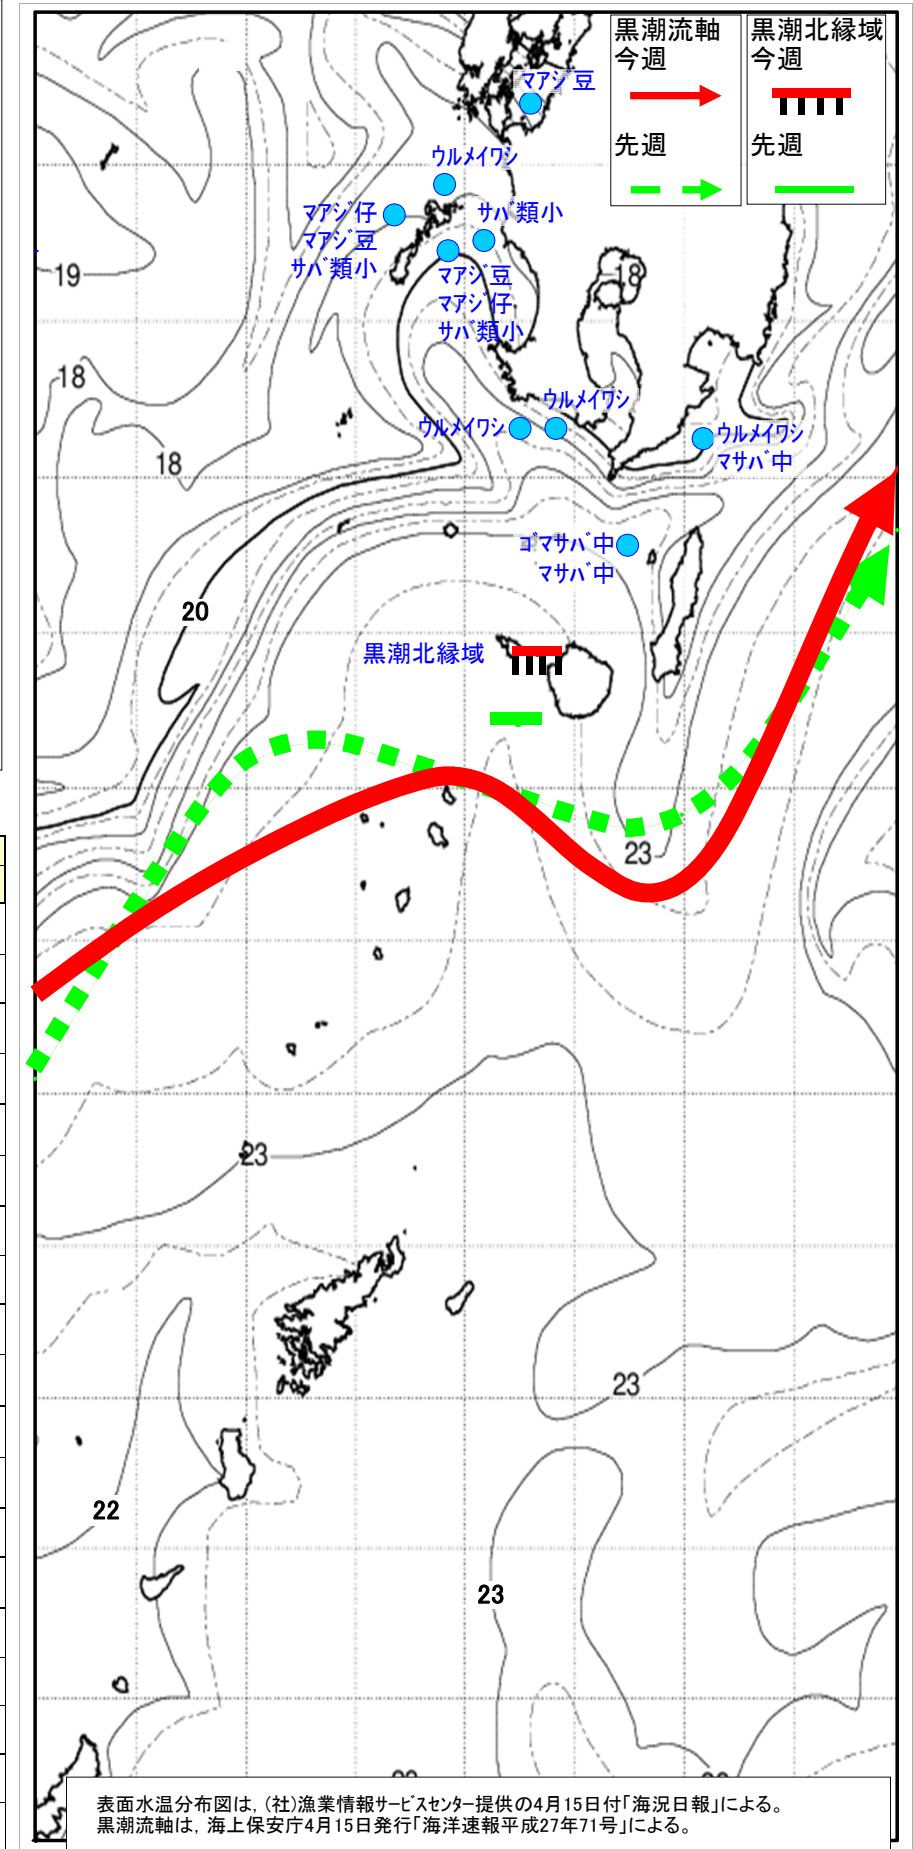 黒潮流軸
今週
先週
黒潮北縁域
今週
先週
マアジ豆
ウルメイワシ
マアジ仔
マアジ豆
サバ類小
サバ類小
マアジ豆
マアジ仔
サバ類小
19
18
18
18
ウルメイワシ
ウルメイワシ
ウルメイワシ
マサバ中
ゴマサバ中
マサバ中
20
黒潮北縁域
23
23
23
22
23
表面水温分布図は, (社)漁業情報サービスセンター提供の4月15日付「海況日報」による。
黒潮流軸は, 海上保安庁4月15日発行「海洋速報平成27年71号」による。